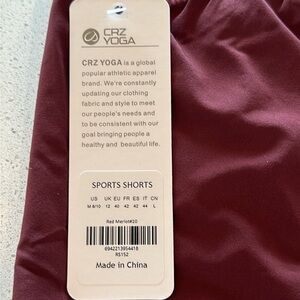 CRZ
YOGA
CRZ YOGA is a global
popular athletic apparel
brand. We're constantly
updating our clothing
fabric and style to meet
our people's needs and
to be consistent with our
goal bringing people a
healthy and beautiful life.
SPORTS SHORTS
US UK EU FR ES IT CN
M 8/10 12 40 42 42 44 L
Red Merlot#20
6942213954418
R5152
Made in China